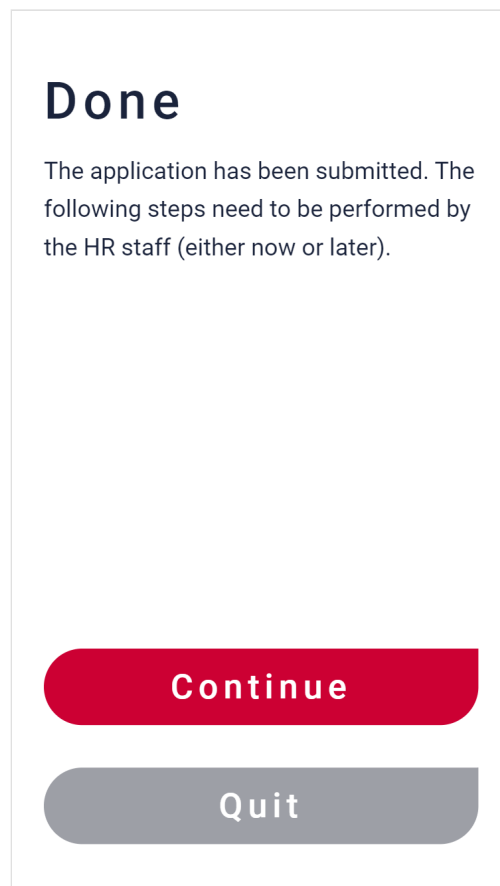 Done
The application has been submitted. The
following steps need to be performed by
the HR staff (either now or later).
Continue
Quit